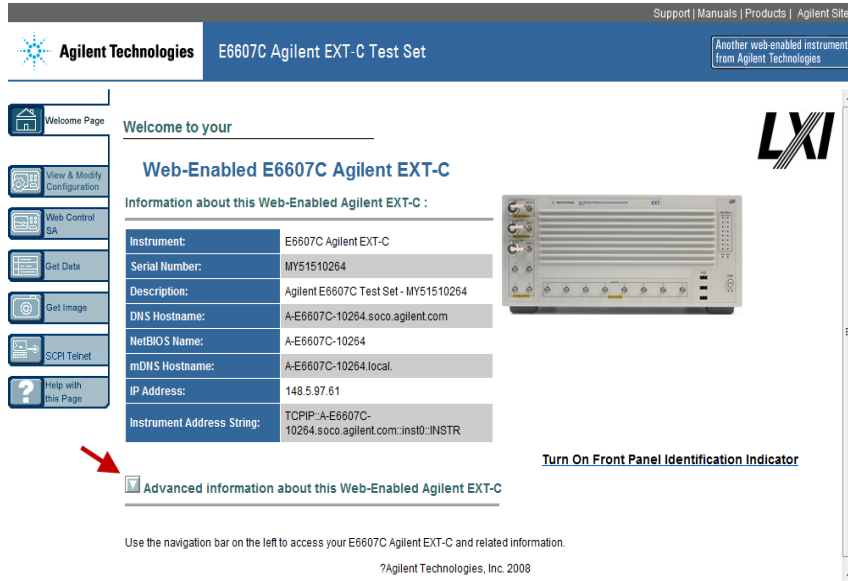 Support | Manuals | Products | Agilent Site
Agilent Technologies
E6607C Agilent EXT-C Test Set
Another web-enabled instrument
from Agilent Technologies
Welcome Page
View & Modify
Configuration
Web Control
SA
Get Data
Get Image
SCPI Telnet
Help with
this Page
Welcome to your
LXI
Web-Enabled E6607C Agilent EXT-C
Information about this Web-Enabled Agilent EXT-C :
Instrument: E6607C Agilent EXT-C
Serial Number: MY51510264
Description: Agilent E6607C Test Set - MY51510264
DNS Hostname: A-E6607C-10264.soco.agilent.com
NetBIOS Name: A-E6607C-10264
mDNS Hostname: A-E6607C-10264.local.
IP Address: 148.5.97.61
Instrument Address String: TCPIP::A-E6607C-
10264.soco.agilent.com::inst0::INSTR
EXT
Turn On Front Panel Identification Indicator
Advanced information about this Web-Enabled Agilent EXT-C
Use the navigation bar on the left to access your E6607C Agilent EXT-C and related information.
?Agilent Technologies, Inc. 2008